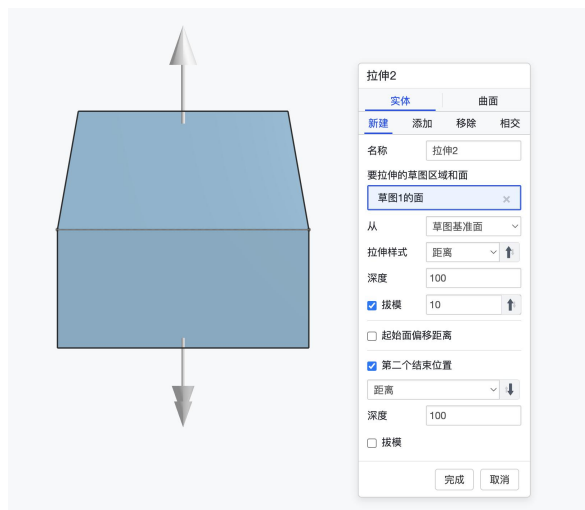 拉伸2
实体 曲面
新建 添加 移除 相交
名称 拉伸2
要拉伸的草图区域和面
草图1的面
从 草图基准面
拉伸样式 距离
深度 100
拔模 10
起始面偏移距离
第二个结束位置
距离
深度 100
拔模
完成 取消